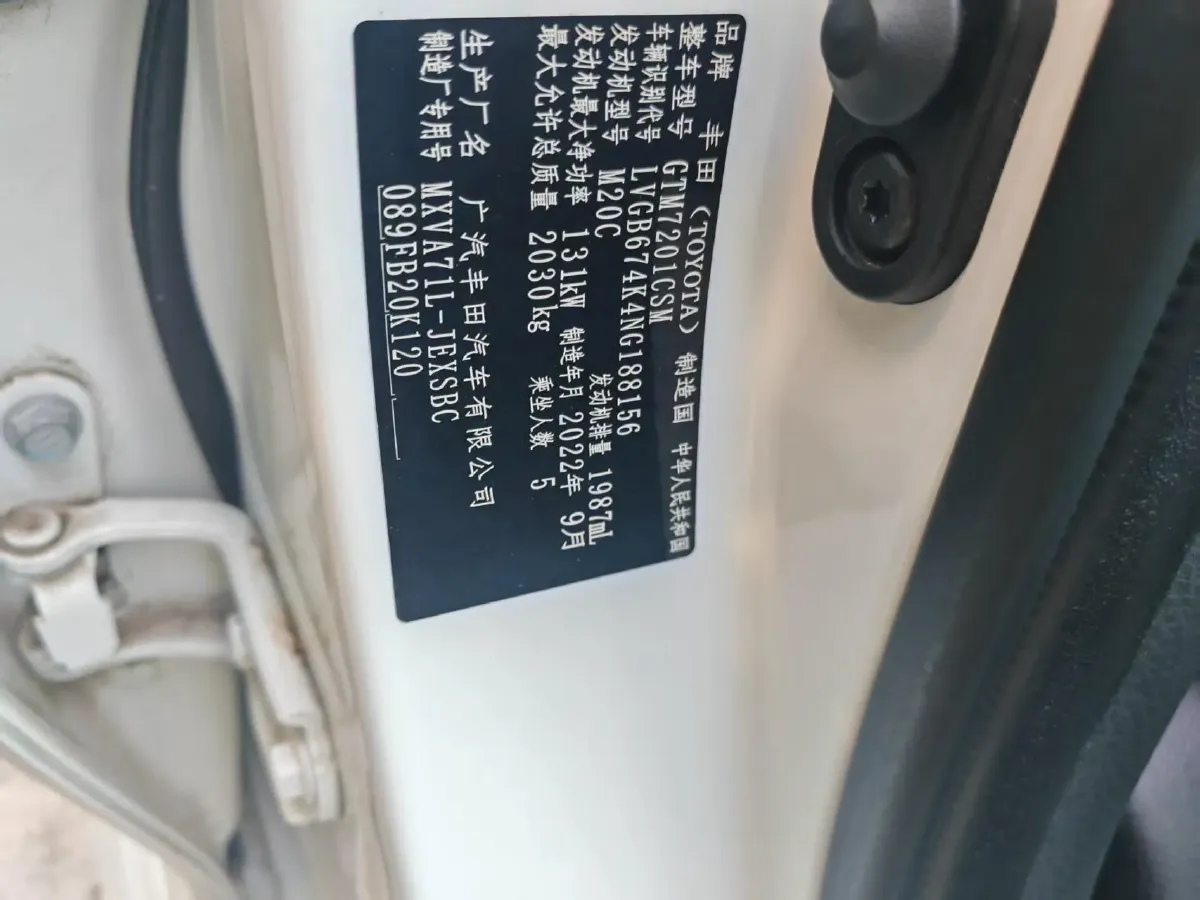 品牌 丰田（TOYOTA） 制造国 中华人民共和国
整车型号 GTM7201CSM
车辆识别代号 LVGB674K4NG188156
发动机型号 M20C 发动机排量 1987mL
发动机最大净功率 131kW 制造年月 2022年 9月
最大允许总质量 2030kg 乘坐人数 5
生产厂名 广汽丰田汽车有限公司
制造厂专用号 MXVA71L-JEXSBC
089FB20K120